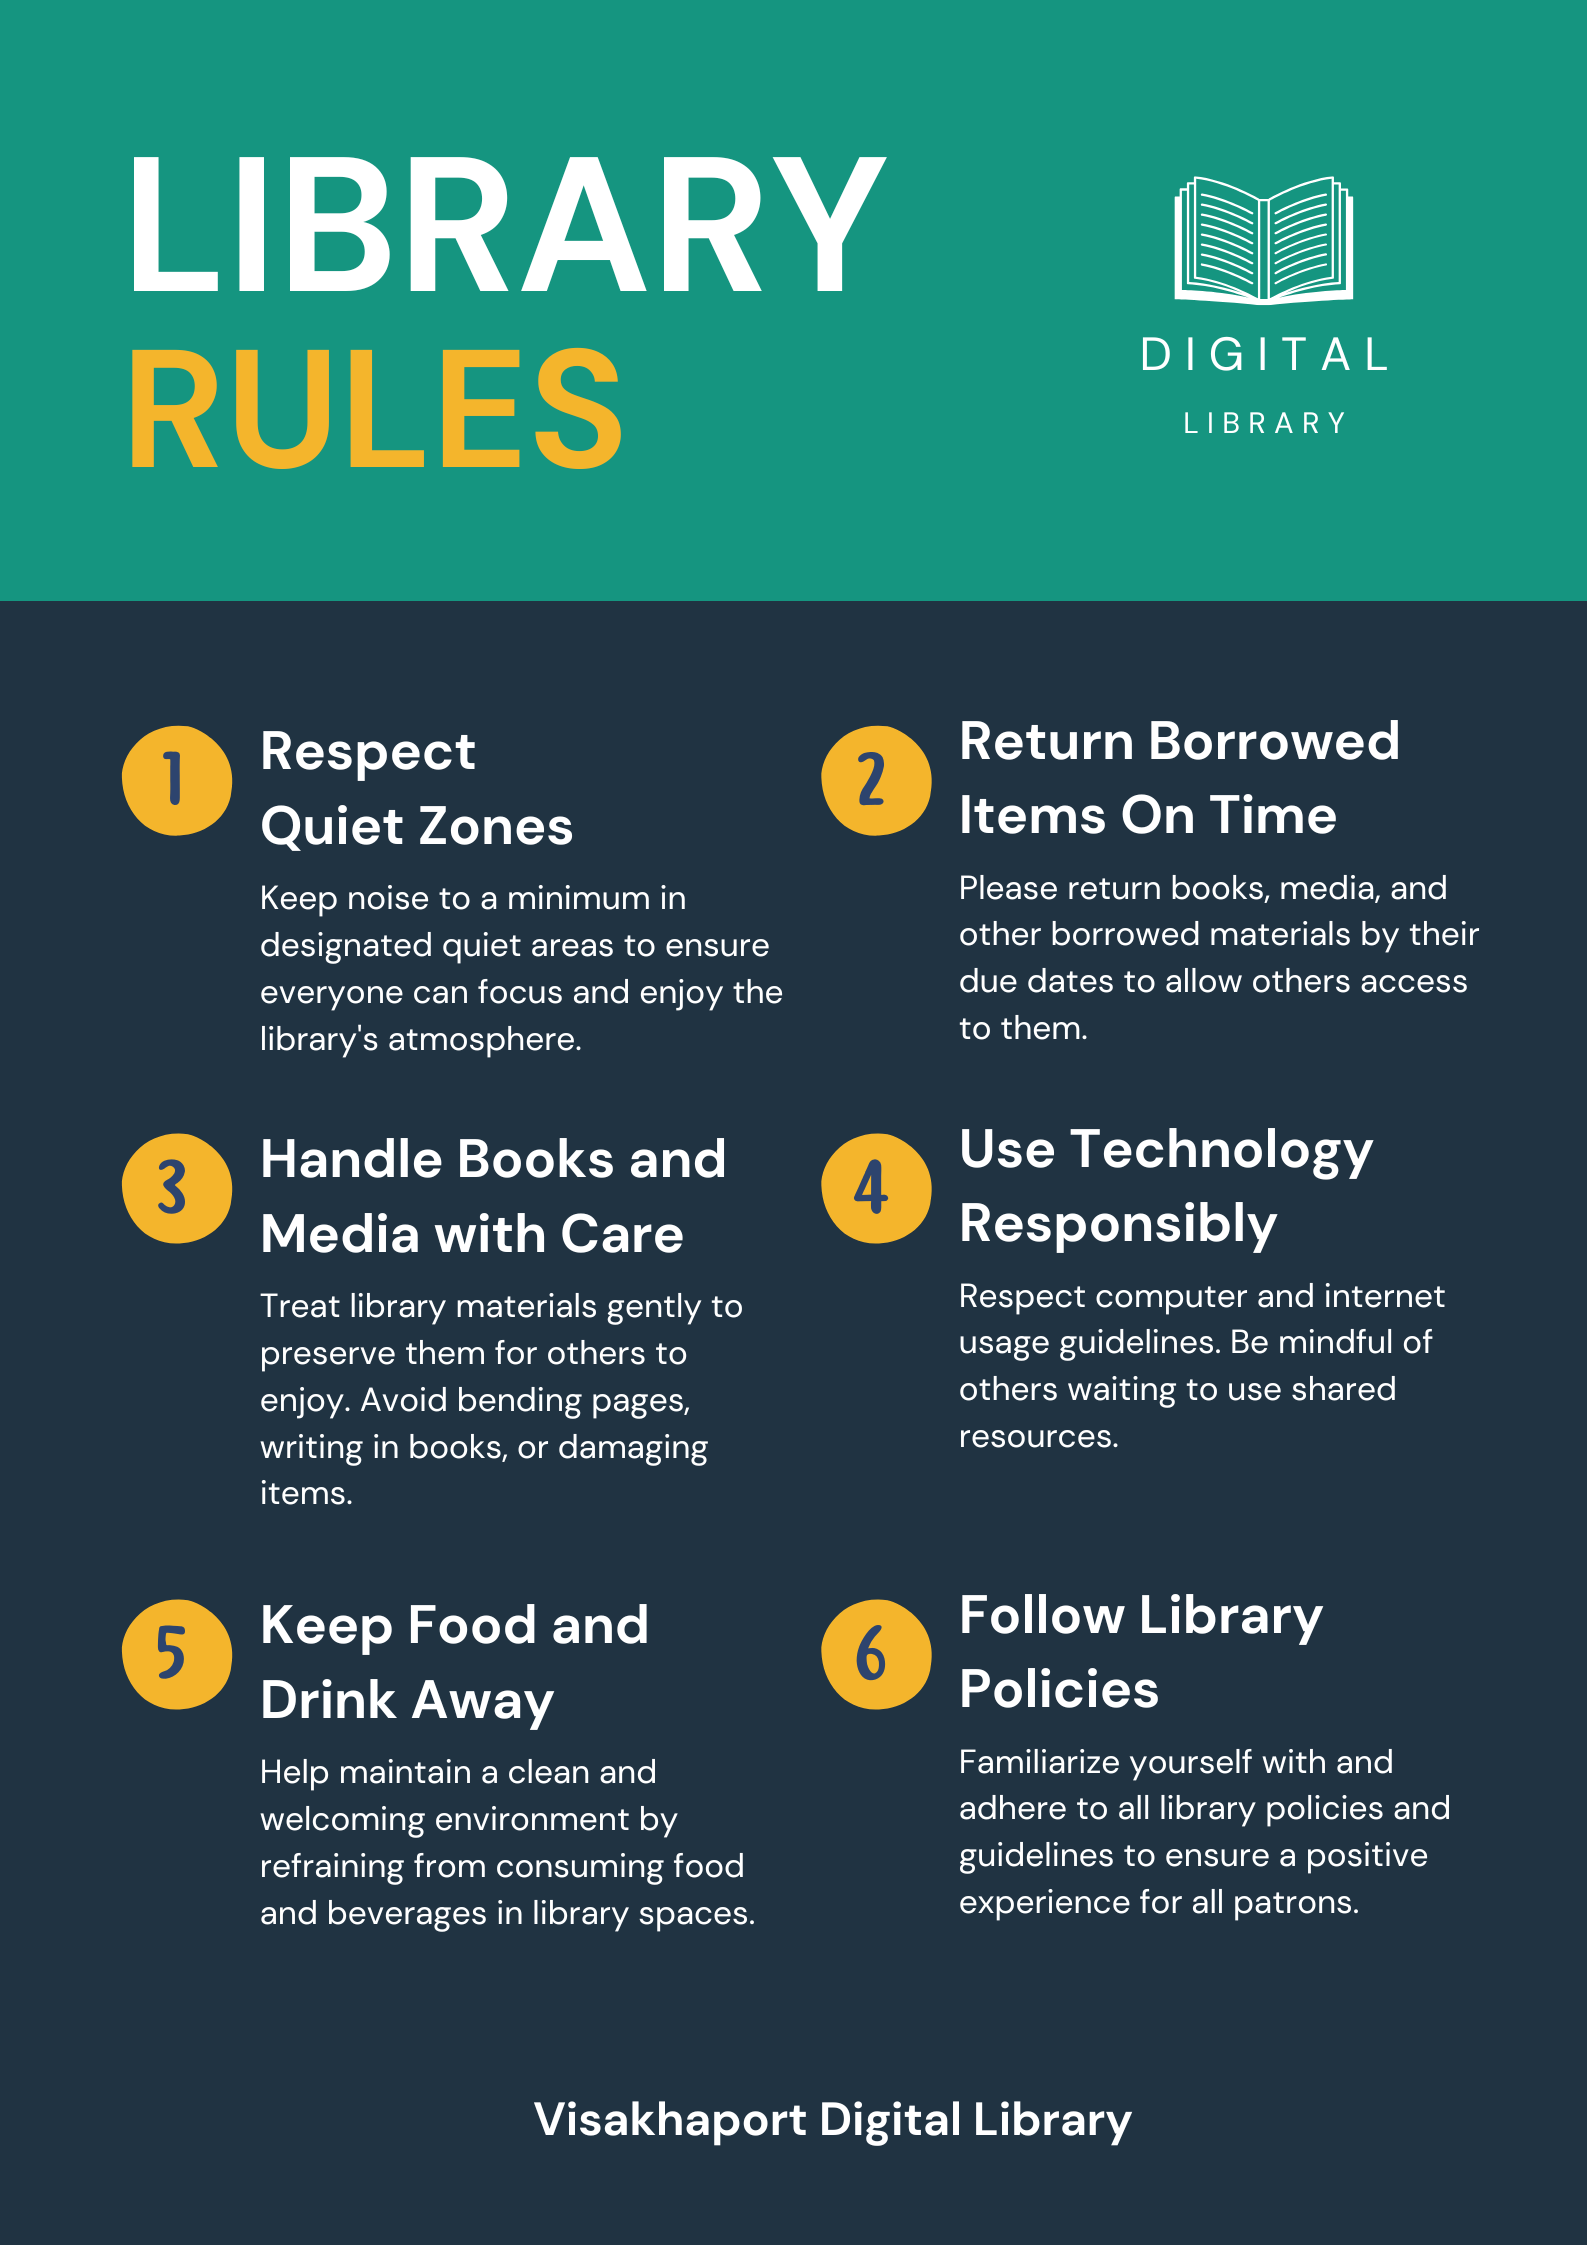 LIBRARY
RULES
DIGITAL
LIBRARY
1
Respect
Quiet Zones
Keep noise to a minimum in
designated quiet areas to ensure
everyone can focus and enjoy the
library's atmosphere.
2
Return Borrowed
Items On Time
Please return books, media, and
other borrowed materials by their
due dates to allow others access
to them.
3
Handle Books and
Media with Care
Treat library materials gently to
preserve them for others to
enjoy. Avoid bending pages,
writing in books, or damaging
items.
4
Use Technology
Responsibly
Respect computer and internet
usage guidelines. Be mindful of
others waiting to use shared
resources.
5
Keep Food and
Drink Away
Help maintain a clean and
welcoming environment by
refraining from consuming food
and beverages in library spaces.
6
Follow Library
Policies
Familiarize yourself with and
adhere to all library policies and
guidelines to ensure a positive
experience for all patrons.
Visakhaport Digital Library